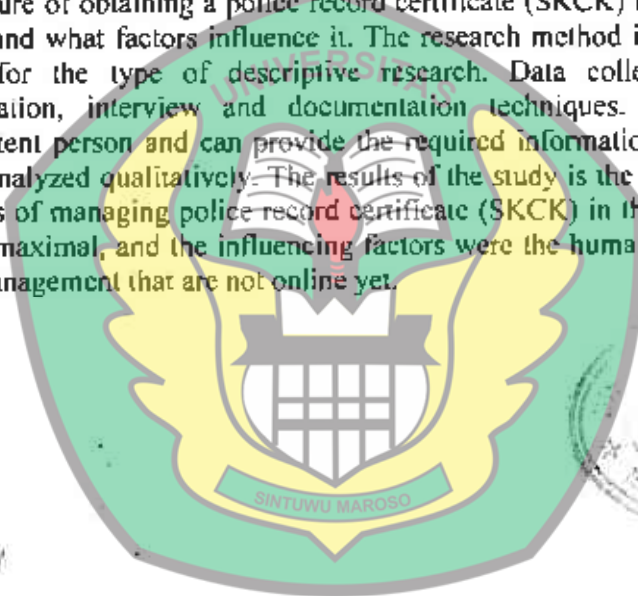 ure of obtaining a police record certificate (SKCK)
and what factors influence it. The research method i
for the type of descriptive research. Data colle
ation, interview and documentation techniques.
tent person and can provide the required informatio
nalyzed qualitatively. The results of the study is the
s of managing police record certificate (SKCK) in th
maximal, and the influencing factors were the huma
nagement that are not online yet.
UNIVERSITAS
SINTUWU MAROSO